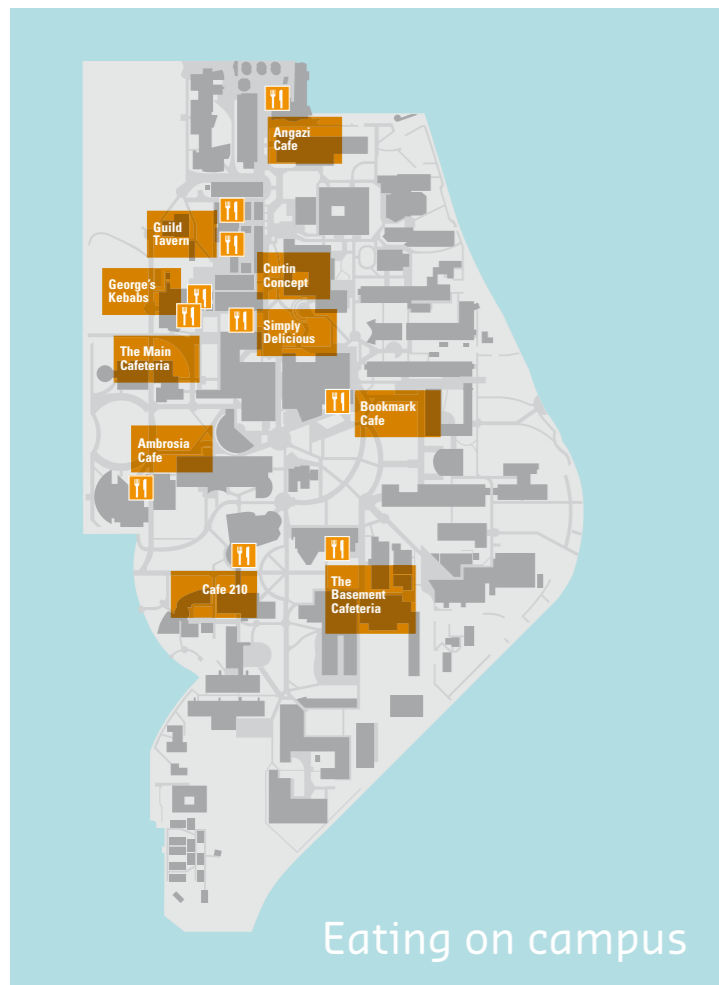 Angazi
Cafe
Guild
Tavern
Curtin
Concept
George's
Kebabs
Simply
Delicious
The Main
Cafeteria
Bookmark
Cafe
Ambrosia
Cafe
Cafe 210
The
Basement
Cafeteria
Eating on campus